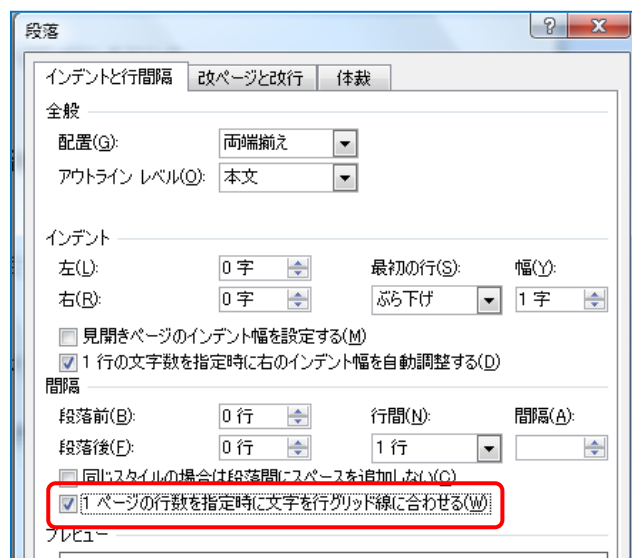 段落
インデントと行間隔 改ページと改行 体裁
全般
配置(G): 両端揃え
アウトライン レベル(O): 本文
インデント
左(L): 0 字 最初の行(S): 幅(Y):
右(R): 0 字 ぶら下げ 1 字
見開きページのインデント幅を設定する(M)
1 行の文字数を指定時に右のインデント幅を自動調整する(D)
間隔
段落前(B): 0 行 行間(N): 間隔(A):
段落後(F): 0 行 1 行
同じスタイルの場合は段落間にスペースを追加しない(C)
1 ページの行数を指定時に文字を行グリッド線に合わせる(W)
プレビュー